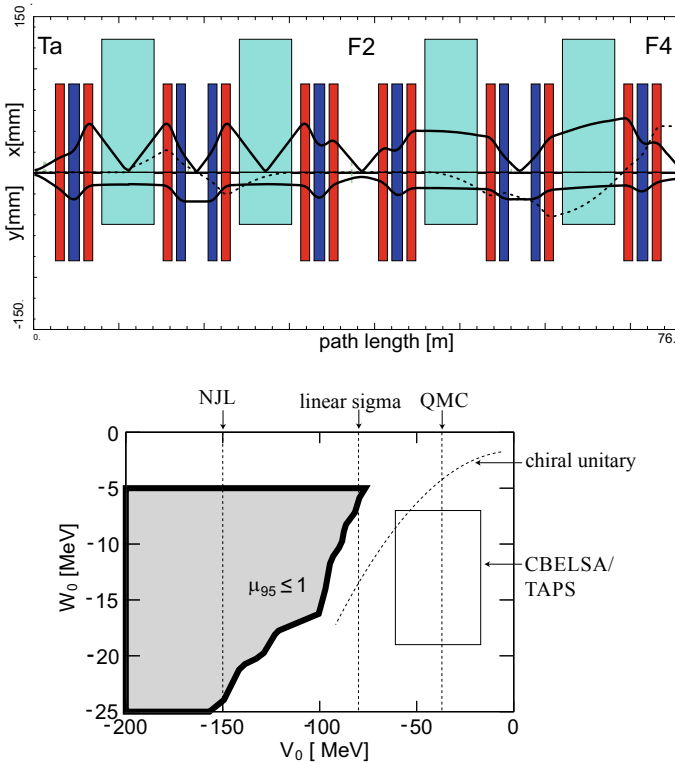 150
Ta F2 F4
x[mm]
y[mm]
-150.
0. path length [m] 76.
NJL linear sigma QMC
0
chiral unitary
-5
W₀ [MeV]
-10
CBELSA/
TAPS
μ₉₅ ≤ 1
-15
-20
-25
-200 -150 -100 -50 0
V₀ [ MeV]